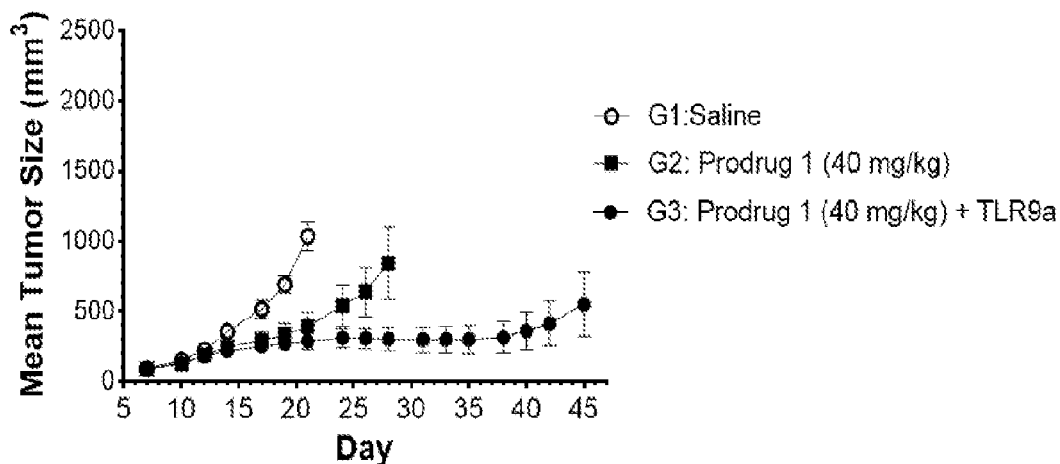 Mean Tumor Size (mm³)
2500
2000
1500
1000
500
0
5 10 15 20 25 30 35 40 45
Day
G1:Saline
G2: Prodrug 1 (40 mg/kg)
G3: Prodrug 1 (40 mg/kg) + TLR9a